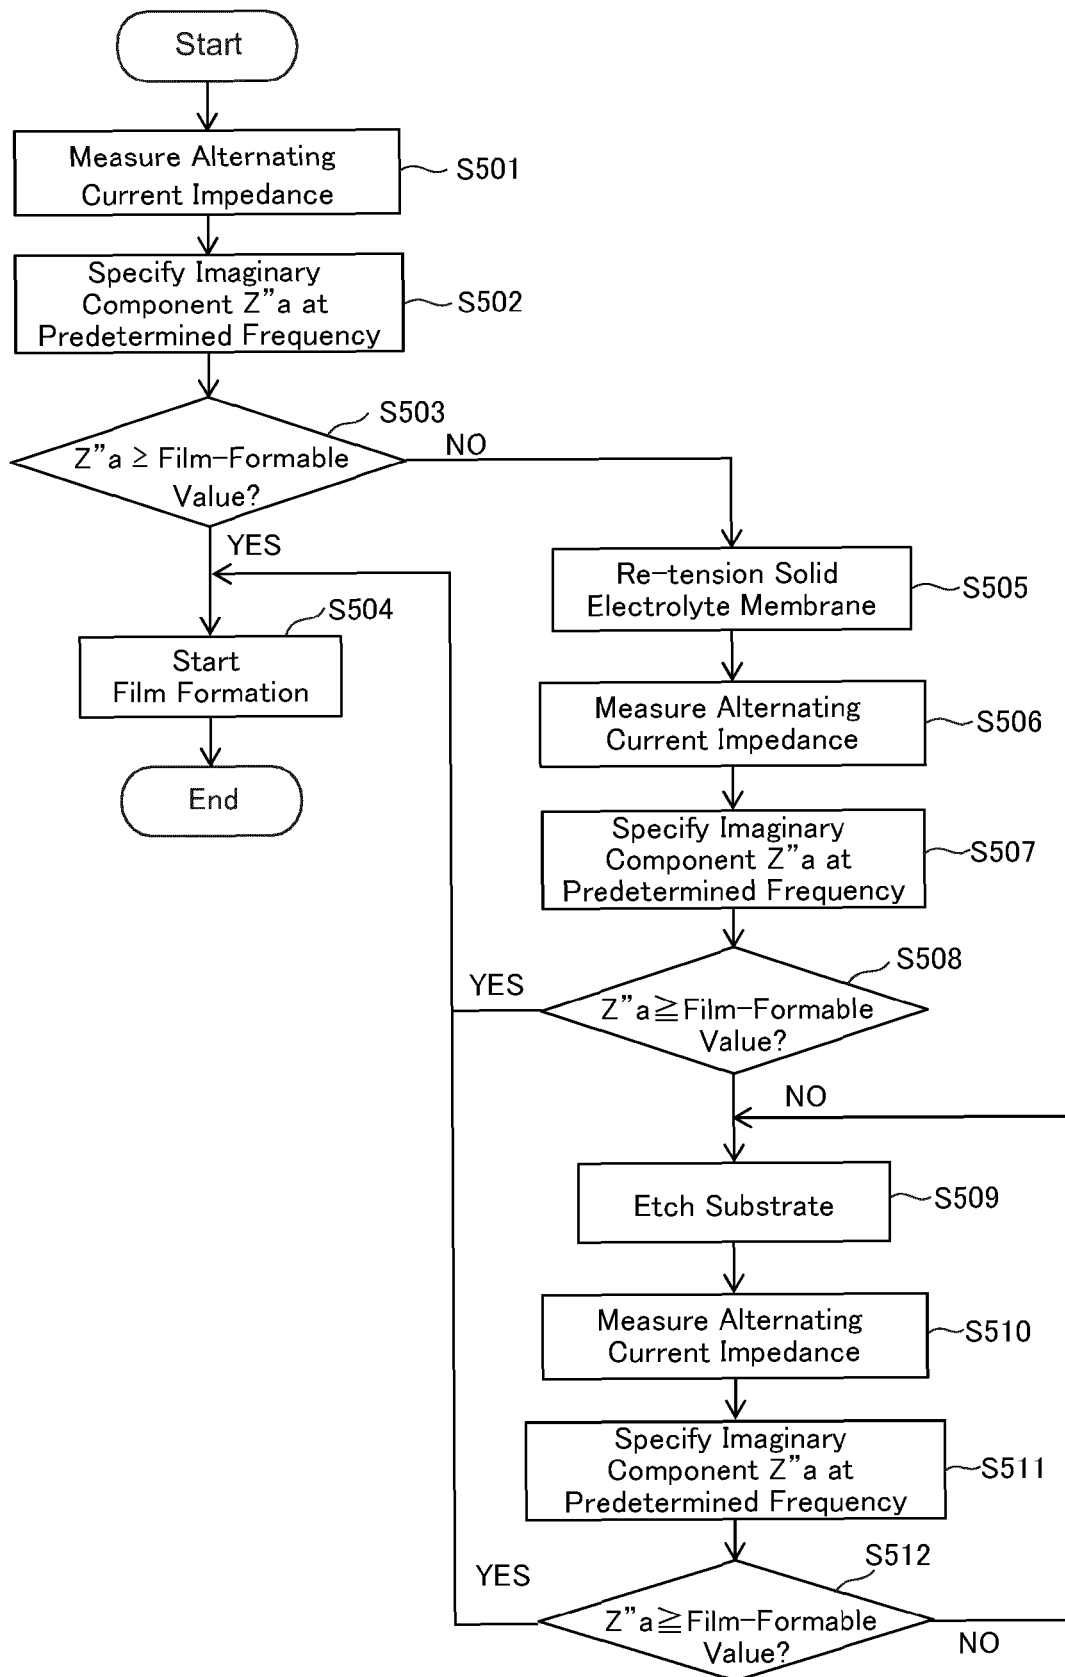 Start
Measure Alternating
Current Impedance
S501
Specify Imaginary
Component Z”a at
Predetermined Frequency
S502
S503
Z”a ≧ Film-Formable
Value?
NO
YES
S504
Start
Film Formation
End
Re-tension Solid
Electrolyte Membrane
S505
Measure Alternating
Current Impedance
S506
Specify Imaginary
Component Z”a at
Predetermined Frequency
S507
S508
YES
Z”a≧Film-Formable
Value?
NO
Etch Substrate
S509
Measure Alternating
Current Impedance
S510
Specify Imaginary
Component Z”a at
Predetermined Frequency
S511
S512
YES
Z”a≧Film-Formable
Value?
NO